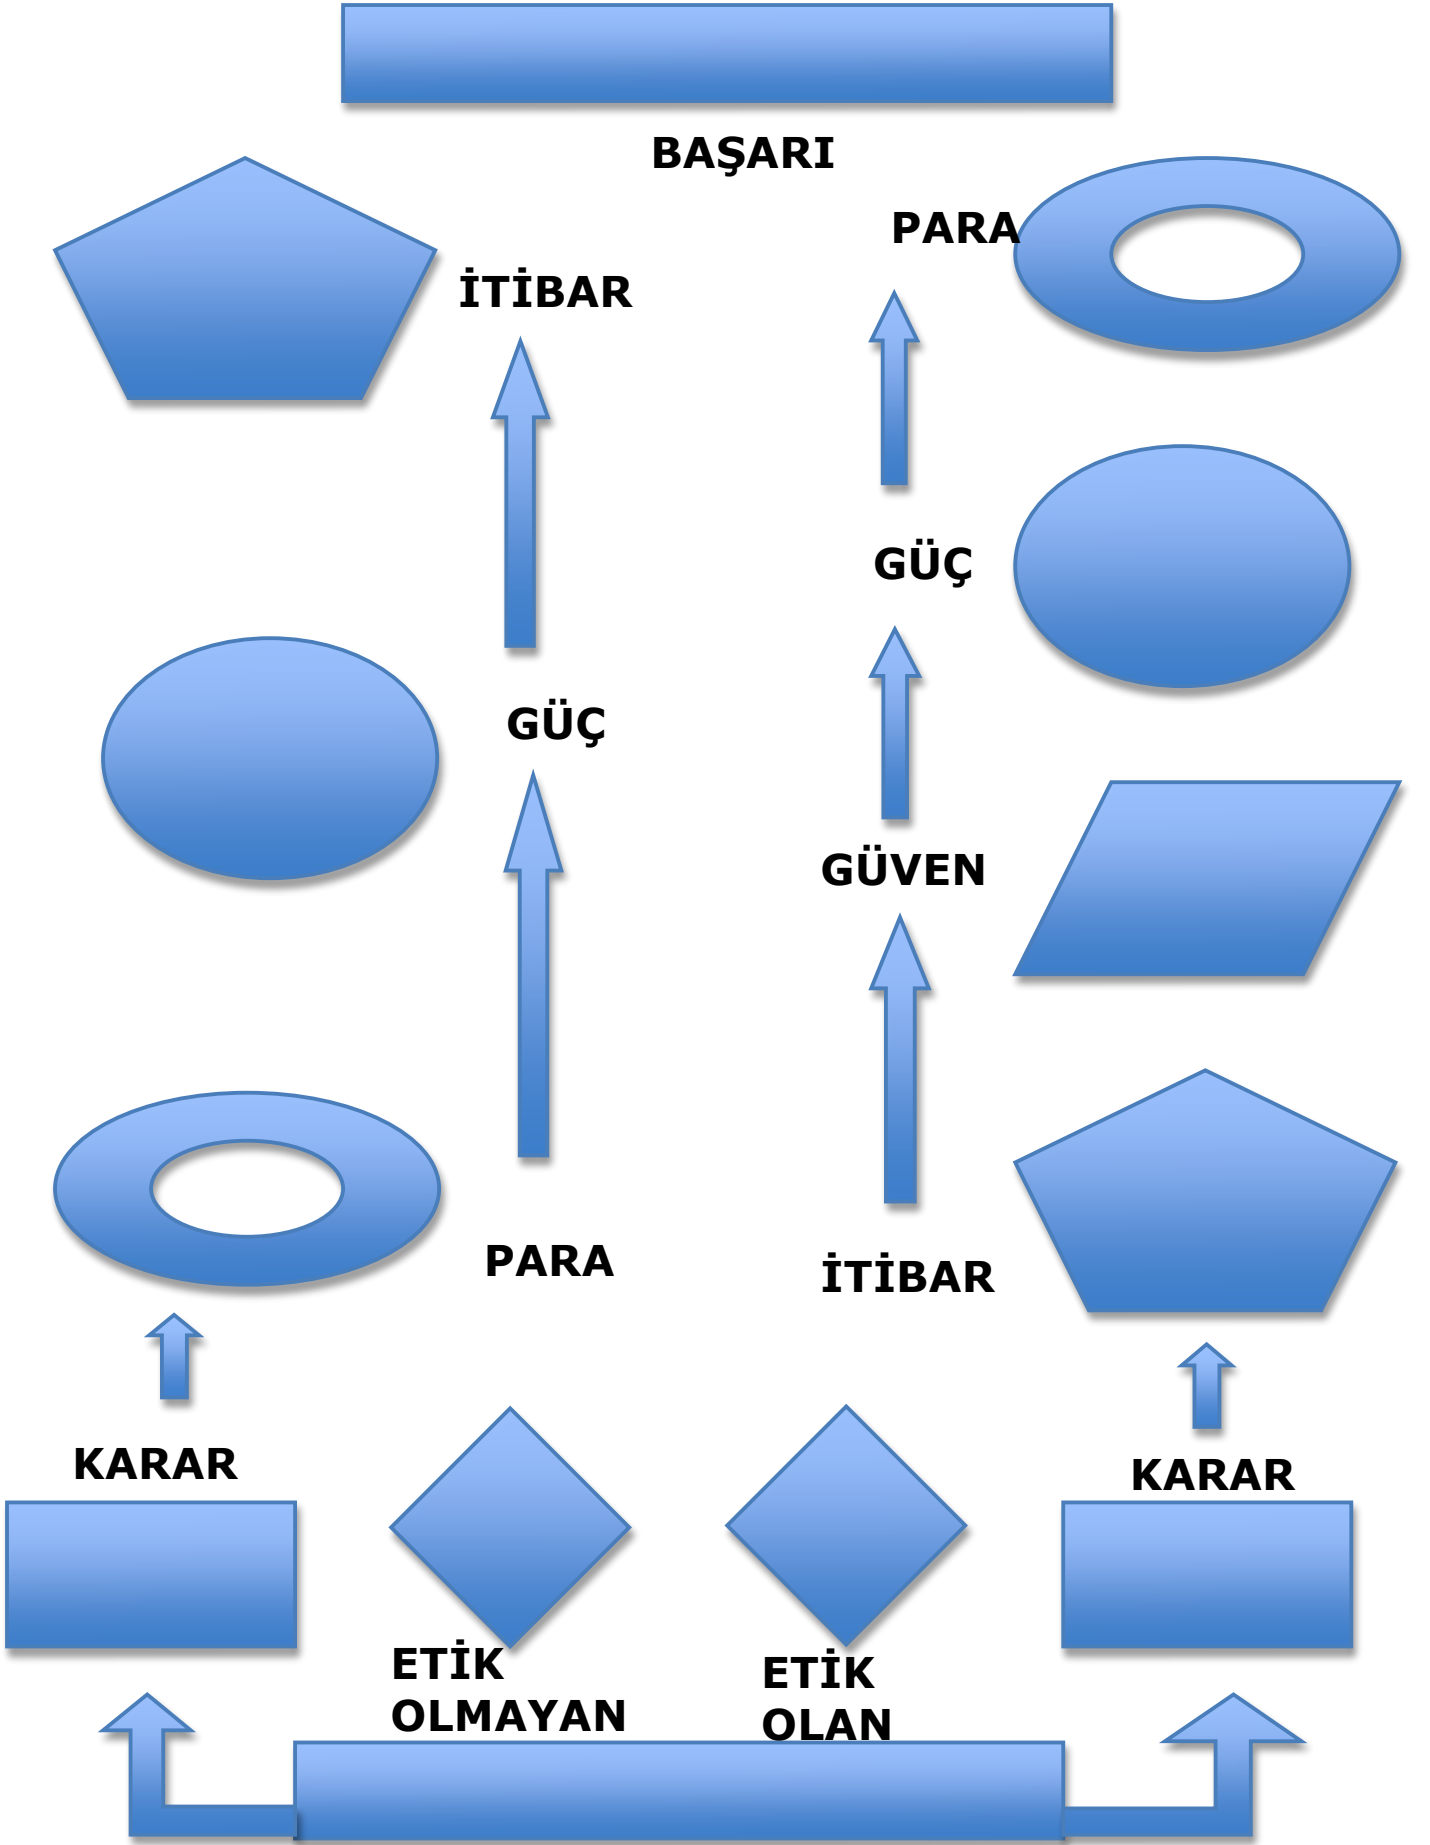 BAŞARI
PARA
İTİBAR
GÜÇ
GÜÇ
GÜVEN
PARA
İTİBAR
KARAR
KARAR
ETİK
OLMAYAN
ETİK
OLAN